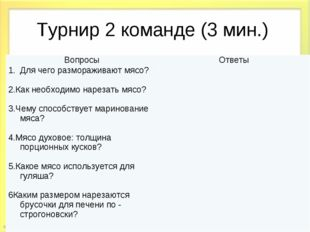 Турнир 2 команде (3 мин.)
Вопросы Ответы
1. Для чего размораживают мясо?
2.Как необходимо нарезать мясо?
3.Чему способствует маринование
мяса?
4.Мясо духовое: толщина
порционных кусков?
5.Какое мясо используется для
гуляша?
6Каким размером нарезаются
брусочки для печени по -
строгоновски?